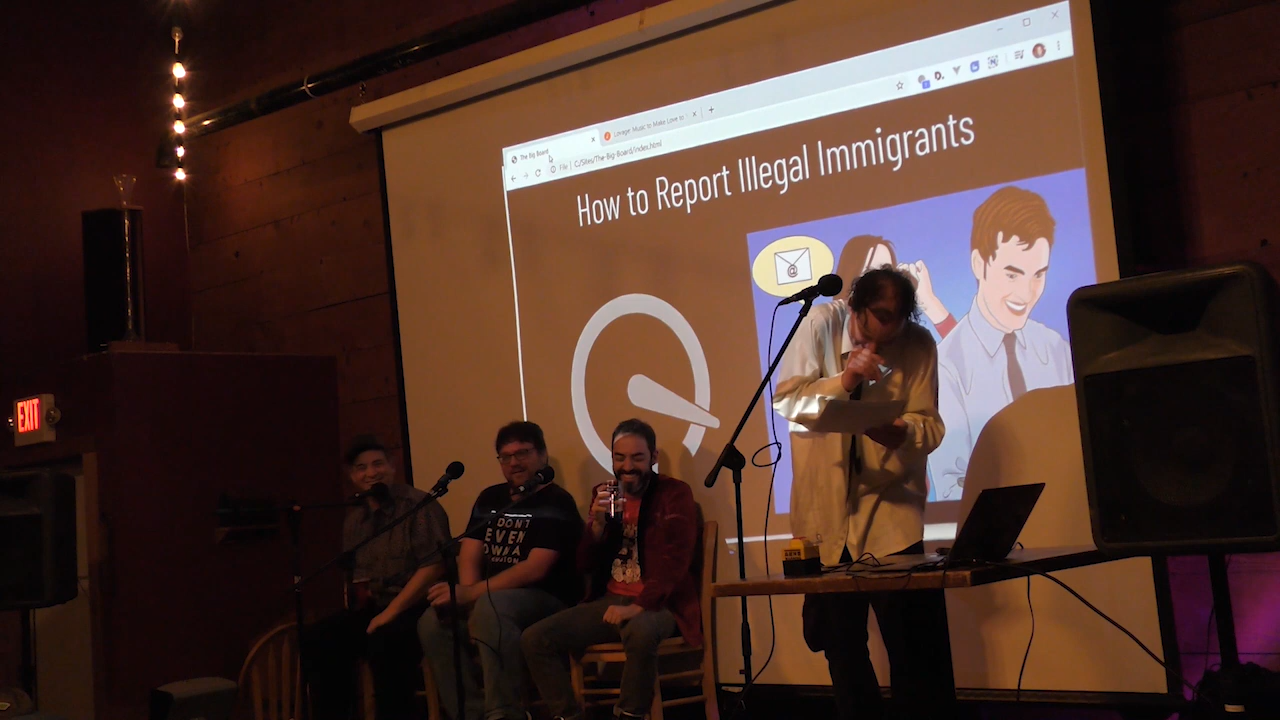 The Big Board
Lovage: Music to Make Love to
File | C:/Sites/The-Big-Board/index.html
How to Report Illegal Immigrants
@
EXIT
I DON'T
EVEN
OWN A